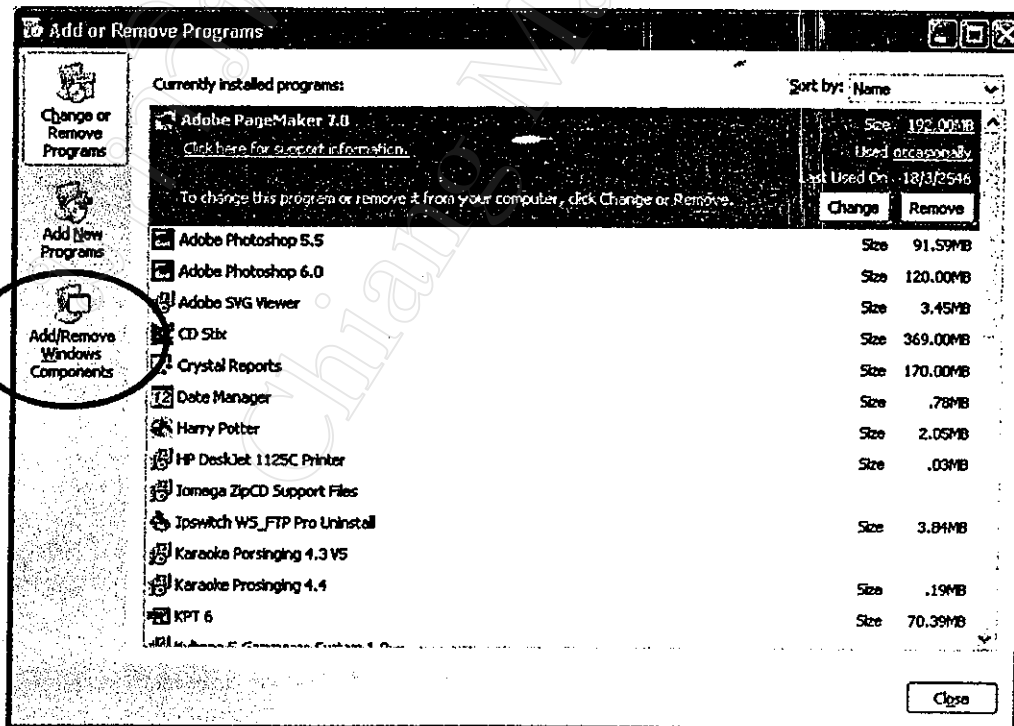 Add or Remove Programs
Change or
Remove
Programs
Add New
Programs
Add/Remove
Windows
Components
Currently installed programs:
Sort by: Name
Adobe PageMaker 7.0
Size 192.00MB
Click here for support information.
Used occasionally
Last Used On 18/3/2546
To change this program or remove it from your computer, click Change or Remove.
Change Remove
Adobe Photoshop 5.5 Size 91.59MB
Adobe Photoshop 6.0 Size 120.00MB
Adobe SVG Viewer Size 3.45MB
CD Stix Size 369.00MB
Crystal Reports Size 170.00MB
Date Manager Size .78MB
Harry Potter Size 2.05MB
HP DeskJet 1125C Printer Size .03MB
Iomega ZipCD Support Files
Ipswitch WS_FTP Pro Uninstall Size 3.84MB
Karaoke Porsinging 4.3 V5
Karaoke Prosinging 4.4 Size .19MB
KPT 6 Size 70.39MB
Close
Chiang Ma